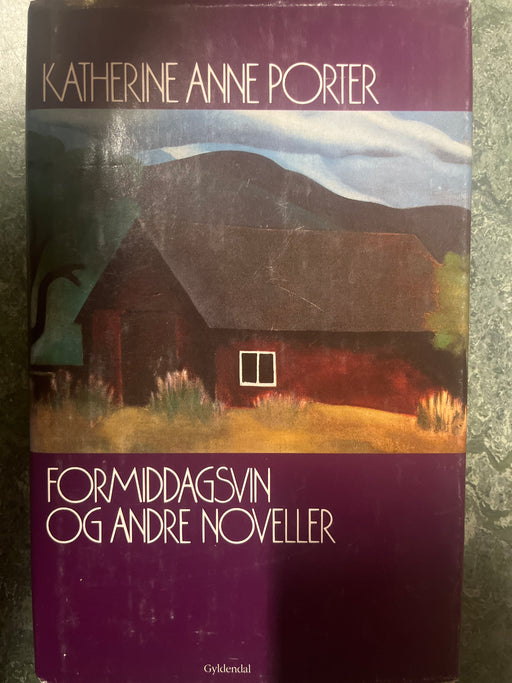 KATHERINE ANNE PORTER
FORMIDDAGSVIN
OG ANDRE NOVELLER
Gyldendal